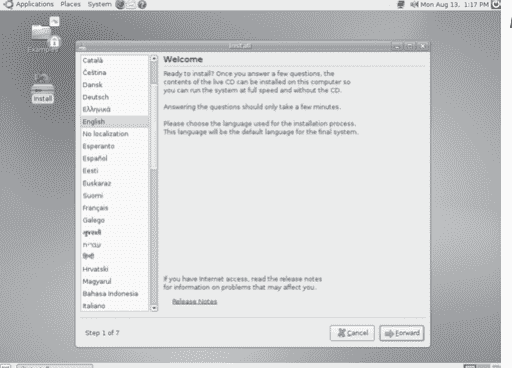 Applications Places System
Mon Aug 13, 1:17 PM
Examples
Install
Install
Català
Čeština
Dansk
Deutsch
Ελληνικά
English
No localization
Esperanto
Español
Eesti
Euskaraz
Suomi
Français
Galego
ગુજરાતી
עברית
हिन्दी
Hrvatski
Magyarul
Bahasa Indonesia
Italiano
Welcome
Ready to install? Once you answer a few questions, the
contents of the live CD can be installed on this computer so
you can run the system at full speed and without the CD.
Answering the questions should only take a few minutes.
Please choose the language used for the installation process.
This language will be the default language for the final system.
If you have Internet access, read the release notes
for information on problems that may affect you.
Release Notes
Step 1 of 7
Cancel
Forward